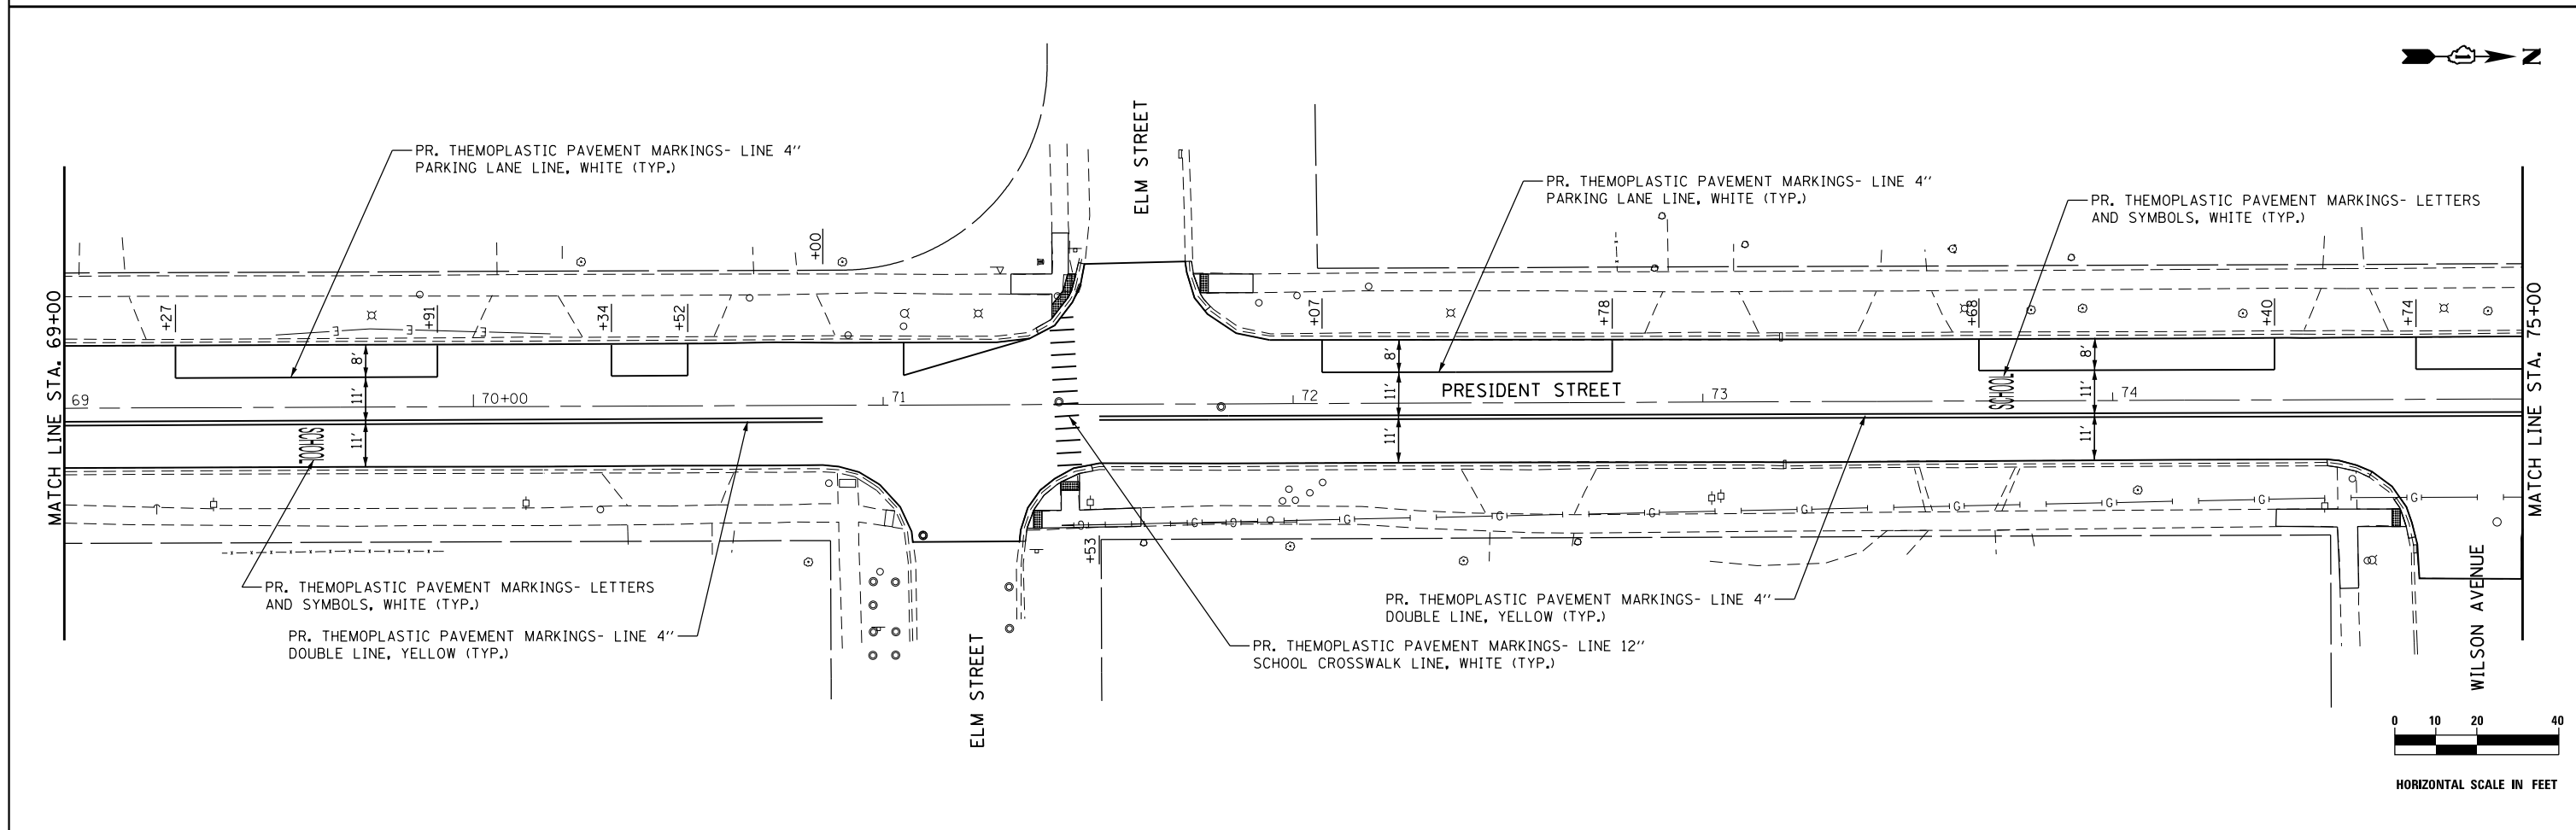 N
ELM STREET
PR. THEMOPLASTIC PAVEMENT MARKINGS- LINE 4"
PARKING LANE LINE, WHITE (TYP.)
PR. THEMOPLASTIC PAVEMENT MARKINGS- LINE 4"
PARKING LANE LINE, WHITE (TYP.)
PR. THEMOPLASTIC PAVEMENT MARKINGS- LETTERS
AND SYMBOLS, WHITE (TYP.)
MATCH LINE STA. 69+00
+27
+91
+34
+52
+00
+07
+78
+68
+40
+74
MATCH LINE STA. 75+00
E
E
E
8'
8'
8'
11'
11'
11'
PRESIDENT STREET
SCHOOL
69
70+00
71
72
73
74
11'
11'
11'
SCHOOL
G
G
G
G
G
G
G
G
G
G
G
+53
PR. THEMOPLASTIC PAVEMENT MARKINGS- LETTERS
AND SYMBOLS, WHITE (TYP.)
PR. THEMOPLASTIC PAVEMENT MARKINGS- LINE 4"
DOUBLE LINE, YELLOW (TYP.)
ELM STREET
PR. THEMOPLASTIC PAVEMENT MARKINGS- LINE 12"
SCHOOL CROSSWALK LINE, WHITE (TYP.)
PR. THEMOPLASTIC PAVEMENT MARKINGS- LINE 4"
DOUBLE LINE, YELLOW (TYP.)
WILSON AVENUE
0 10 20 40
HORIZONTAL SCALE IN FEET